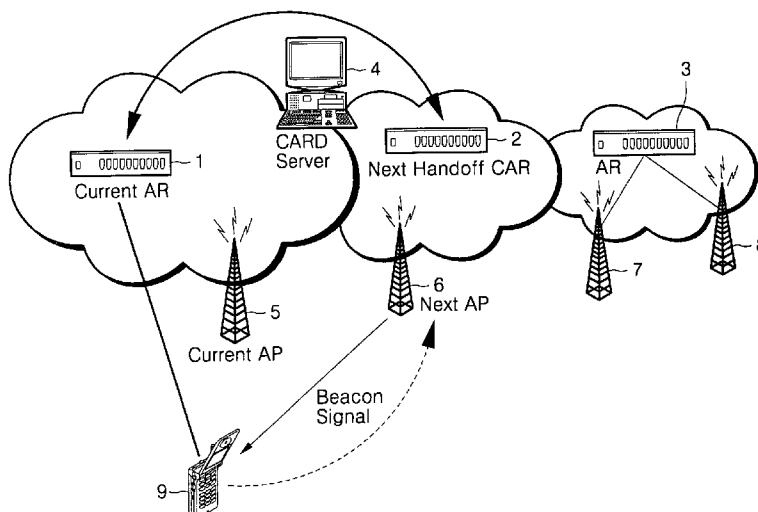 4
3
CARD
Server
1
Current AR
2
Next Handoff CAR
AR
5
Current AP
6
Next AP
7
8
Beacon
Signal
9